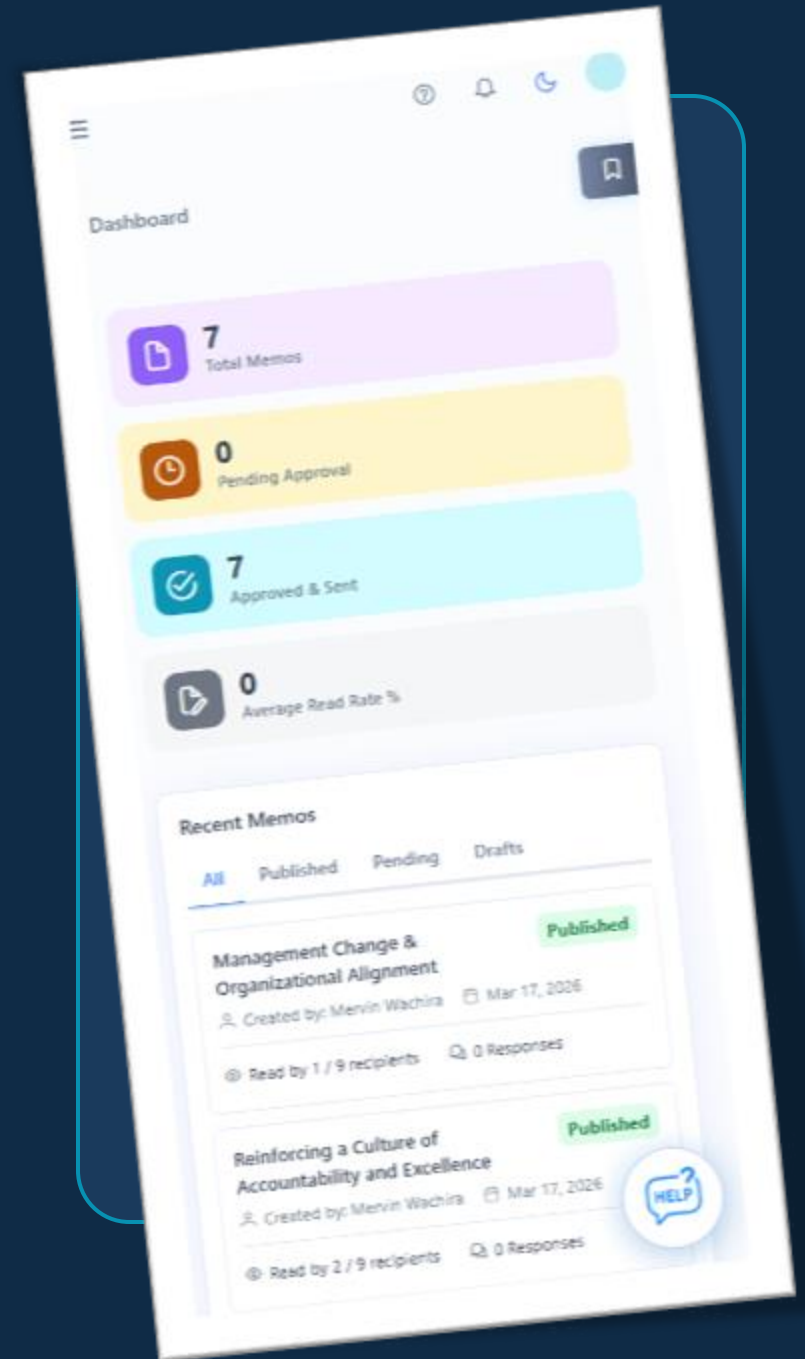 Dashboard
7
Total Memos
0
Pending Approval
7
Approved & Sent
0
Average Read Rate %
Recent Memos
All Published Pending Drafts
Management Change &
Organizational Alignment
Published
Created by: Mervin Wachira Mar 17, 2026
Read by 1 / 9 recipients 0 Responses
Reinforcing a Culture of
Accountability and Excellence
Published
Created by: Mervin Wachira Mar 17, 2026
Read by 2 / 9 recipients 0 Responses
HELP